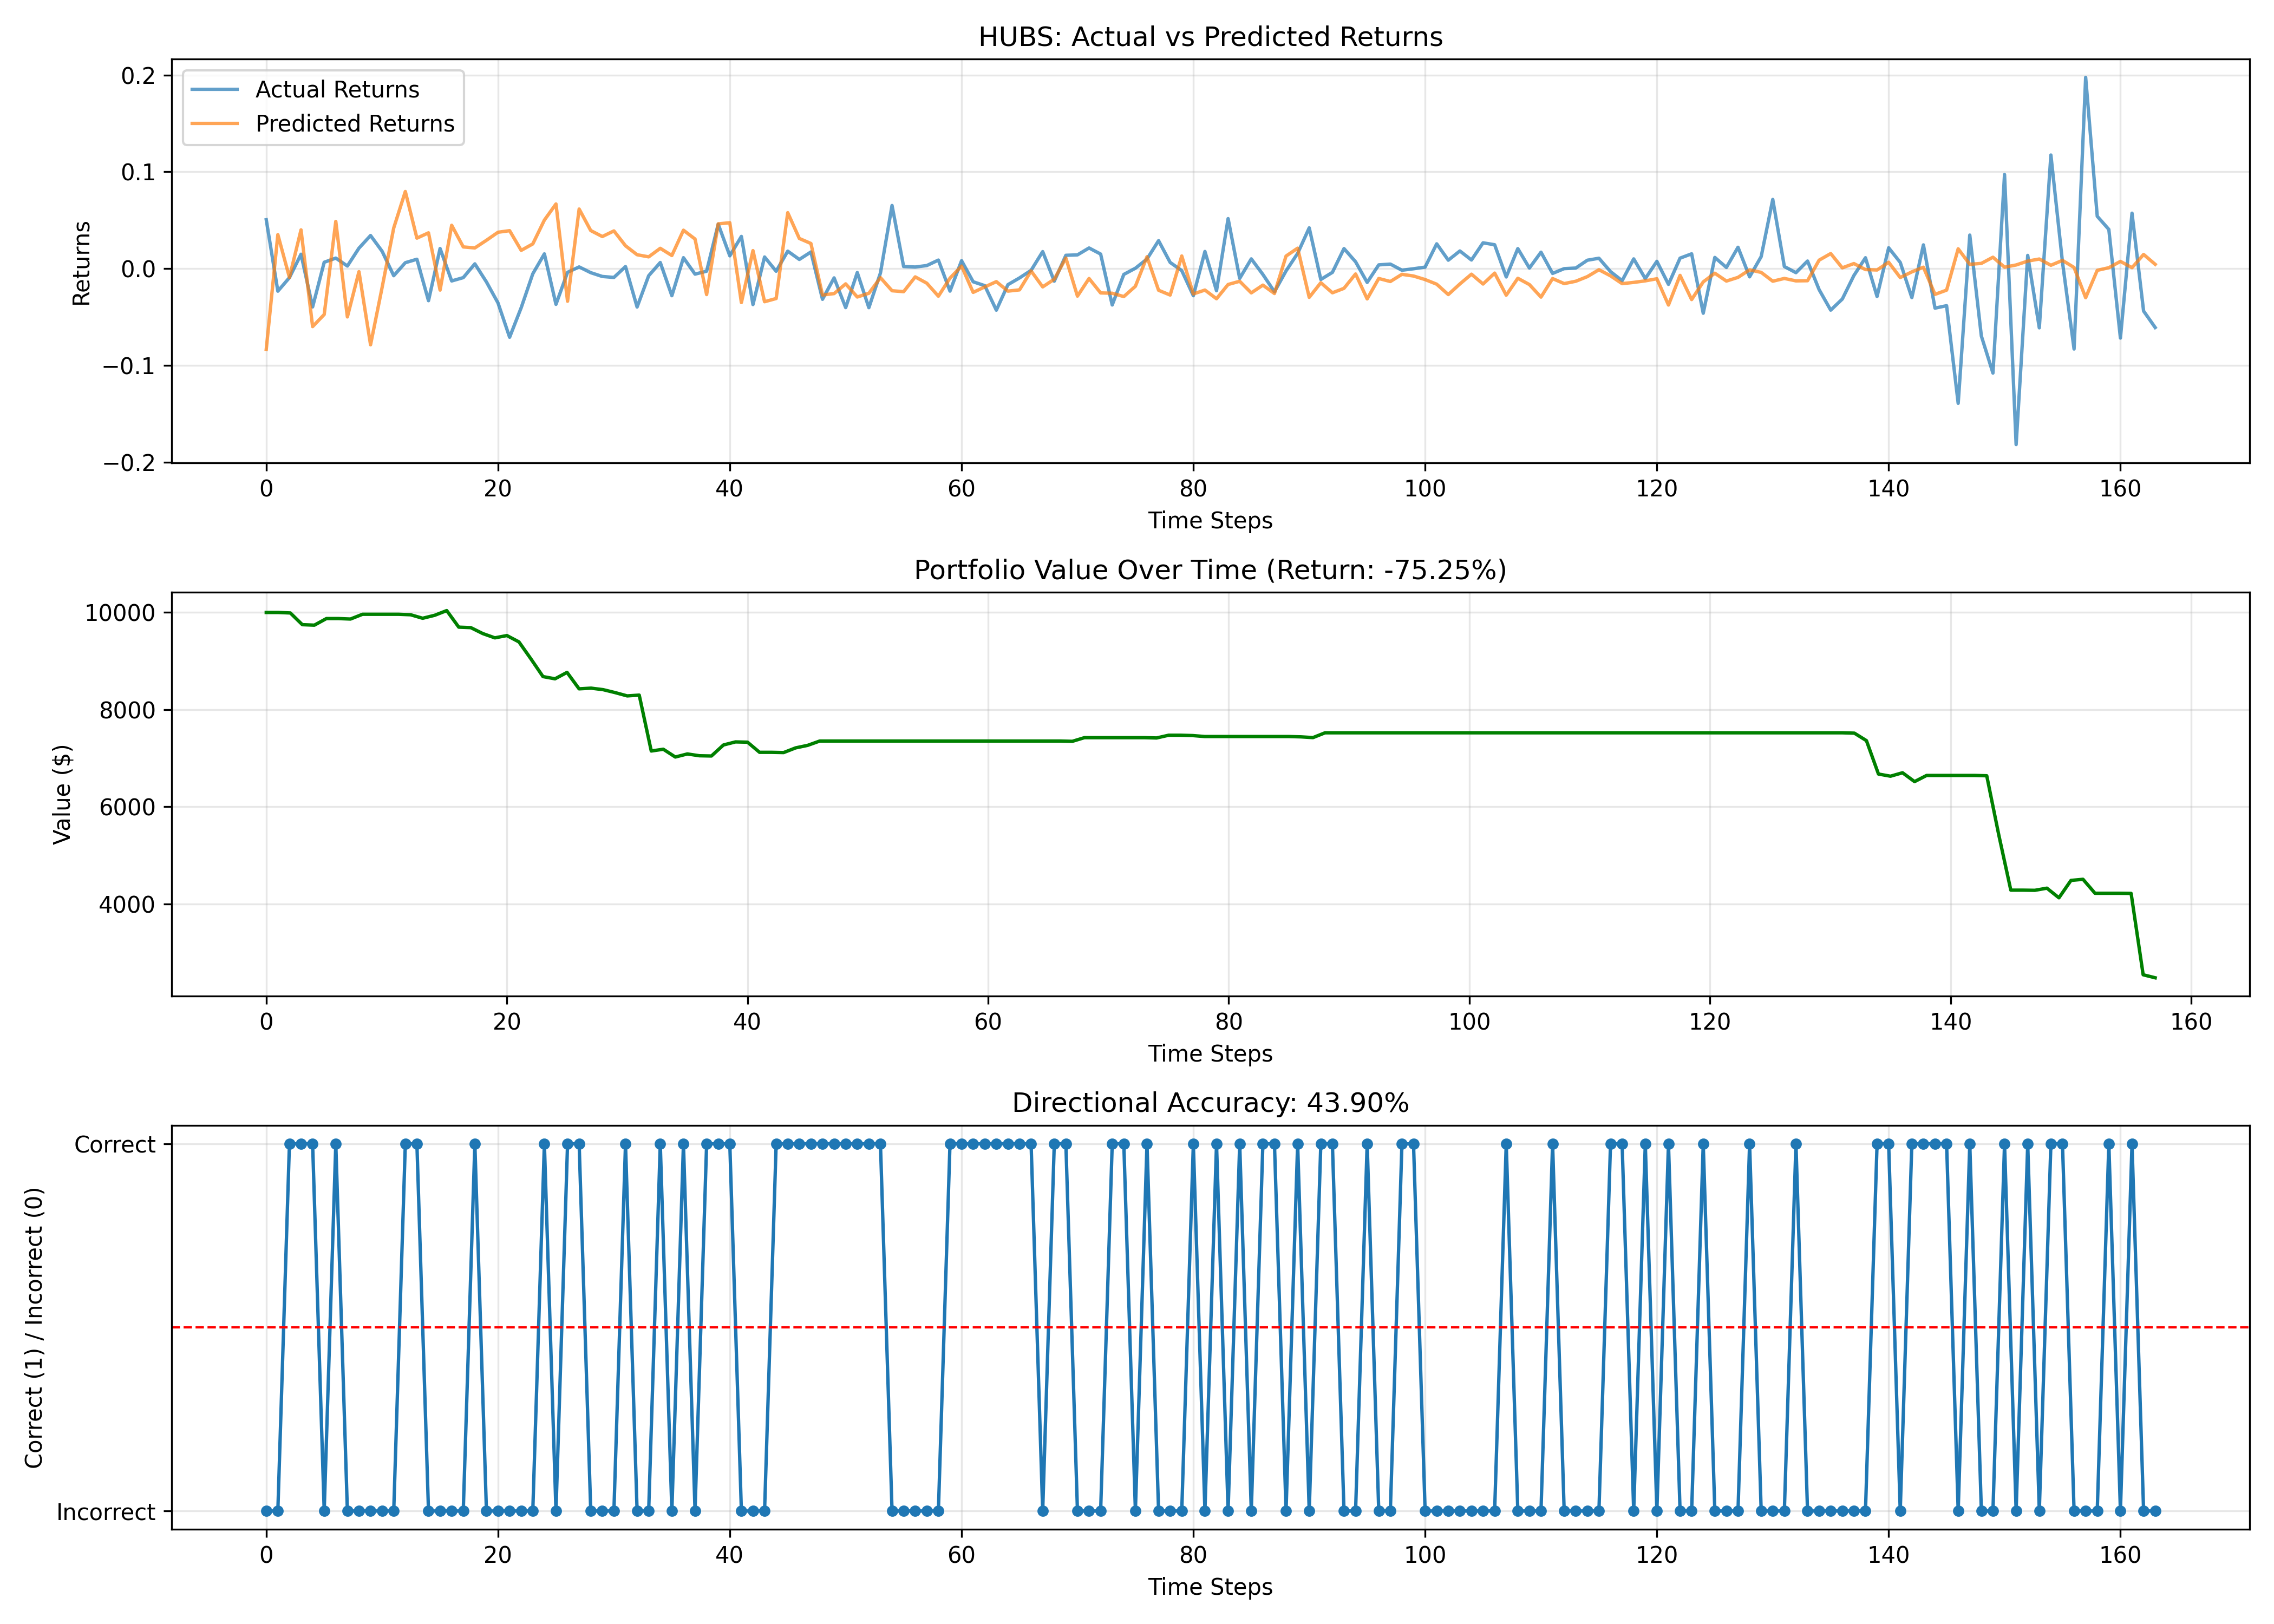 HUBS: Actual vs Predicted Returns
Actual Returns
Predicted Returns
Returns
0.2
0.1
0.0
−0.1
−0.2
0 20 40 60 80 100 120 140 160
Time Steps
Portfolio Value Over Time (Return: -75.25%)
Value ($)
10000
8000
6000
4000
0 20 40 60 80 100 120 140 160
Time Steps
Directional Accuracy: 43.90%
Correct (1) / Incorrect (0)
Correct
Incorrect
0 20 40 60 80 100 120 140 160
Time Steps